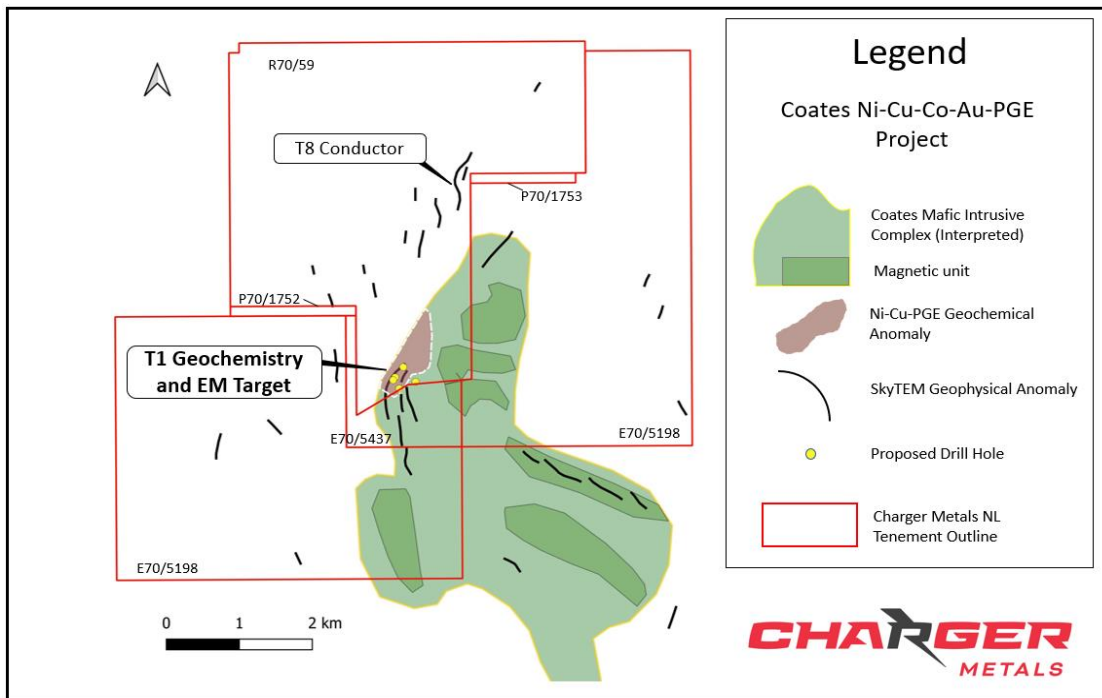 R70/59
T8 Conductor
P70/1753
P70/1752
T1 Geochemistry
and EM Target
E70/5437
E70/5198
E70/5198
0 1 2 km
Legend
Coates Ni-Cu-Co-Au-PGE
Project
Coates Mafic Intrusive
Complex (Interpreted)
Magnetic unit
Ni-Cu-PGE Geochemical
Anomaly
SkyTEM Geophysical Anomaly
Proposed Drill Hole
Charger Metals NL
Tenement Outline
CHARGER
METALS